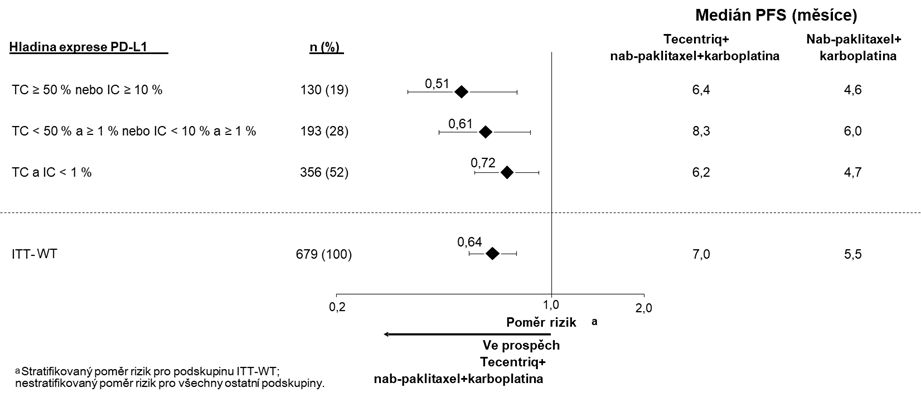 Medián PFS (měsíce)
Hladina exprese PD-L1 n (%) Tecentriq+ nab-paklitaxel+karboplatina Nab-paklitaxel+ karboplatina
TC ≥ 50 % nebo IC ≥ 10 % 130 (19) 0,51 6,4 4,6
TC < 50 % a ≥ 1 % nebo IC < 10 % a ≥ 1 % 193 (28) 0,61 8,3 6,0
TC a IC < 1 % 356 (52) 0,72 6,2 4,7
ITT-WT 679 (100) 0,64 7,0 5,5
0,2 1,0 2,0
Poměr rizik a
Ve prospěch
Tecentriq+
nab-paklitaxel+karboplatina
a Stratifikovaný poměr rizik pro podskupinu ITT-WT;
nestratifikovaný poměr rizik pro všechny ostatní podskupiny.